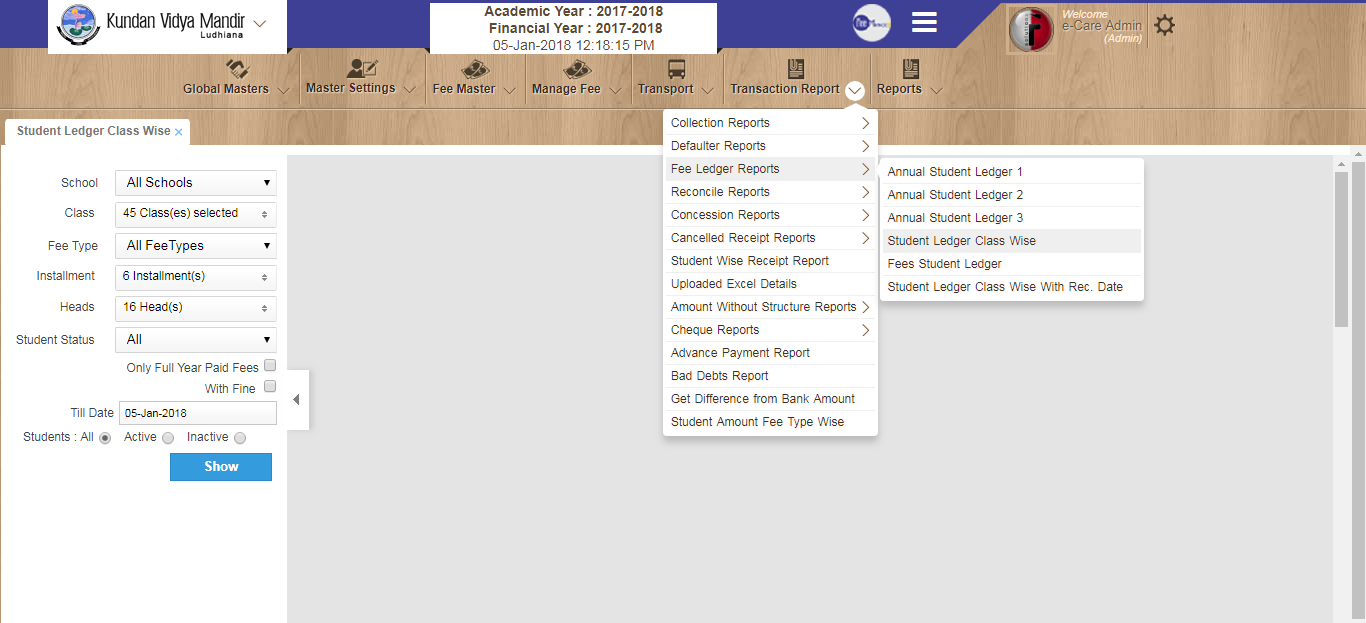 Kundan Vidya Mandir
Ludhiana
Academic Year : 2017-2018
Financial Year : 2017-2018
05-Jan-2018 12:18:15 PM
Welcome
e-Care Admin
(Admin)
Global Masters
Master Settings
Fee Master
Manage Fee
Transport
Transaction Report
Reports
Student Ledger Class Wise ×
School All Schools
Class 45 Class(es) selected
Fee Type All FeeTypes
Installment 6 Installment(s)
Heads 16 Head(s)
Student Status All
Only Full Year Paid Fees
With Fine
Till Date 05-Jan-2018
Students : All Active Inactive
Show
Collection Reports
Defaulter Reports
Fee Ledger Reports
Reconcile Reports
Concession Reports
Cancelled Receipt Reports
Student Wise Receipt Report
Uploaded Excel Details
Amount Without Structure Reports
Cheque Reports
Advance Payment Report
Bad Debts Report
Get Difference from Bank Amount
Student Amount Fee Type Wise
Annual Student Ledger 1
Annual Student Ledger 2
Annual Student Ledger 3
Student Ledger Class Wise
Fees Student Ledger
Student Ledger Class Wise With Rec. Date